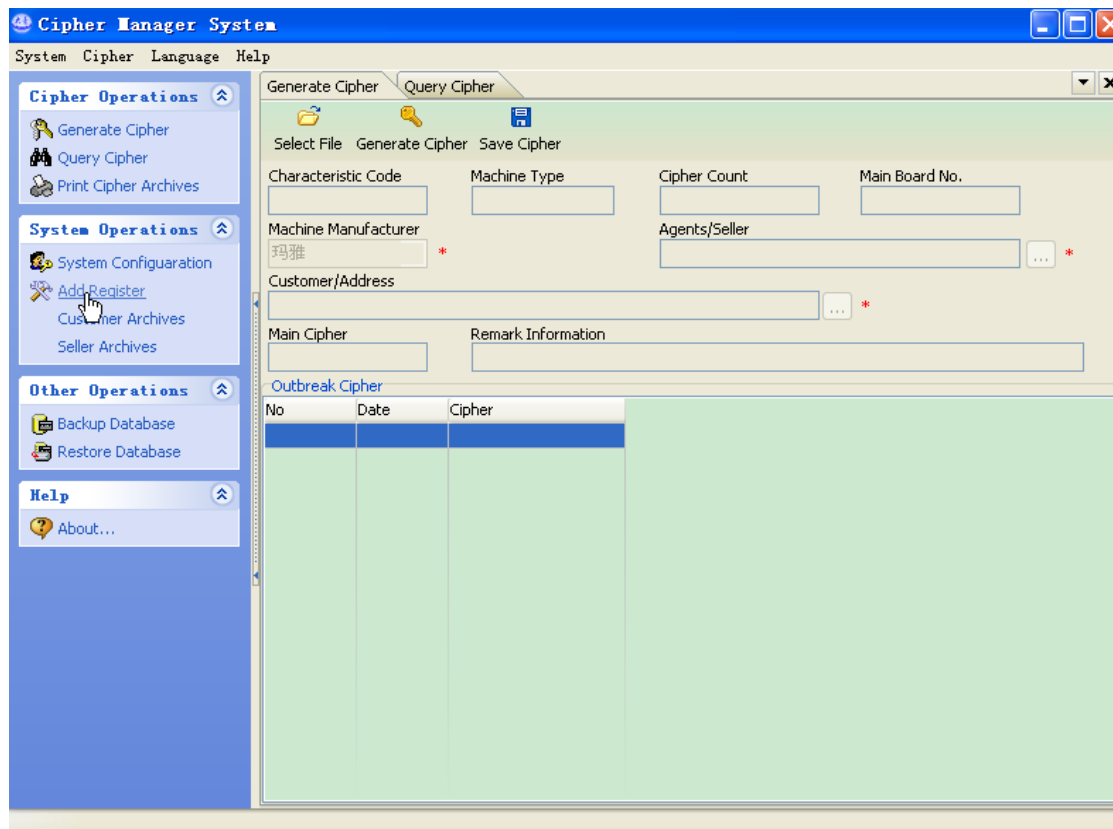 Cipher Manager System
System Cipher Language Help
Cipher Operations
Generate Cipher
Query Cipher
Print Cipher Archives
System Operations
System Configuaration
Add Register
Customer Archives
Seller Archives
Other Operations
Backup Database
Restore Database
Help
About...
Generate Cipher Query Cipher
Select File Generate Cipher Save Cipher
Characteristic Code Machine Type Cipher Count Main Board No.
Machine Manufacturer Agents/Seller
玛雅 * ... *
Customer/Address
... *
Main Cipher Remark Information
Outbreak Cipher
No Date Cipher